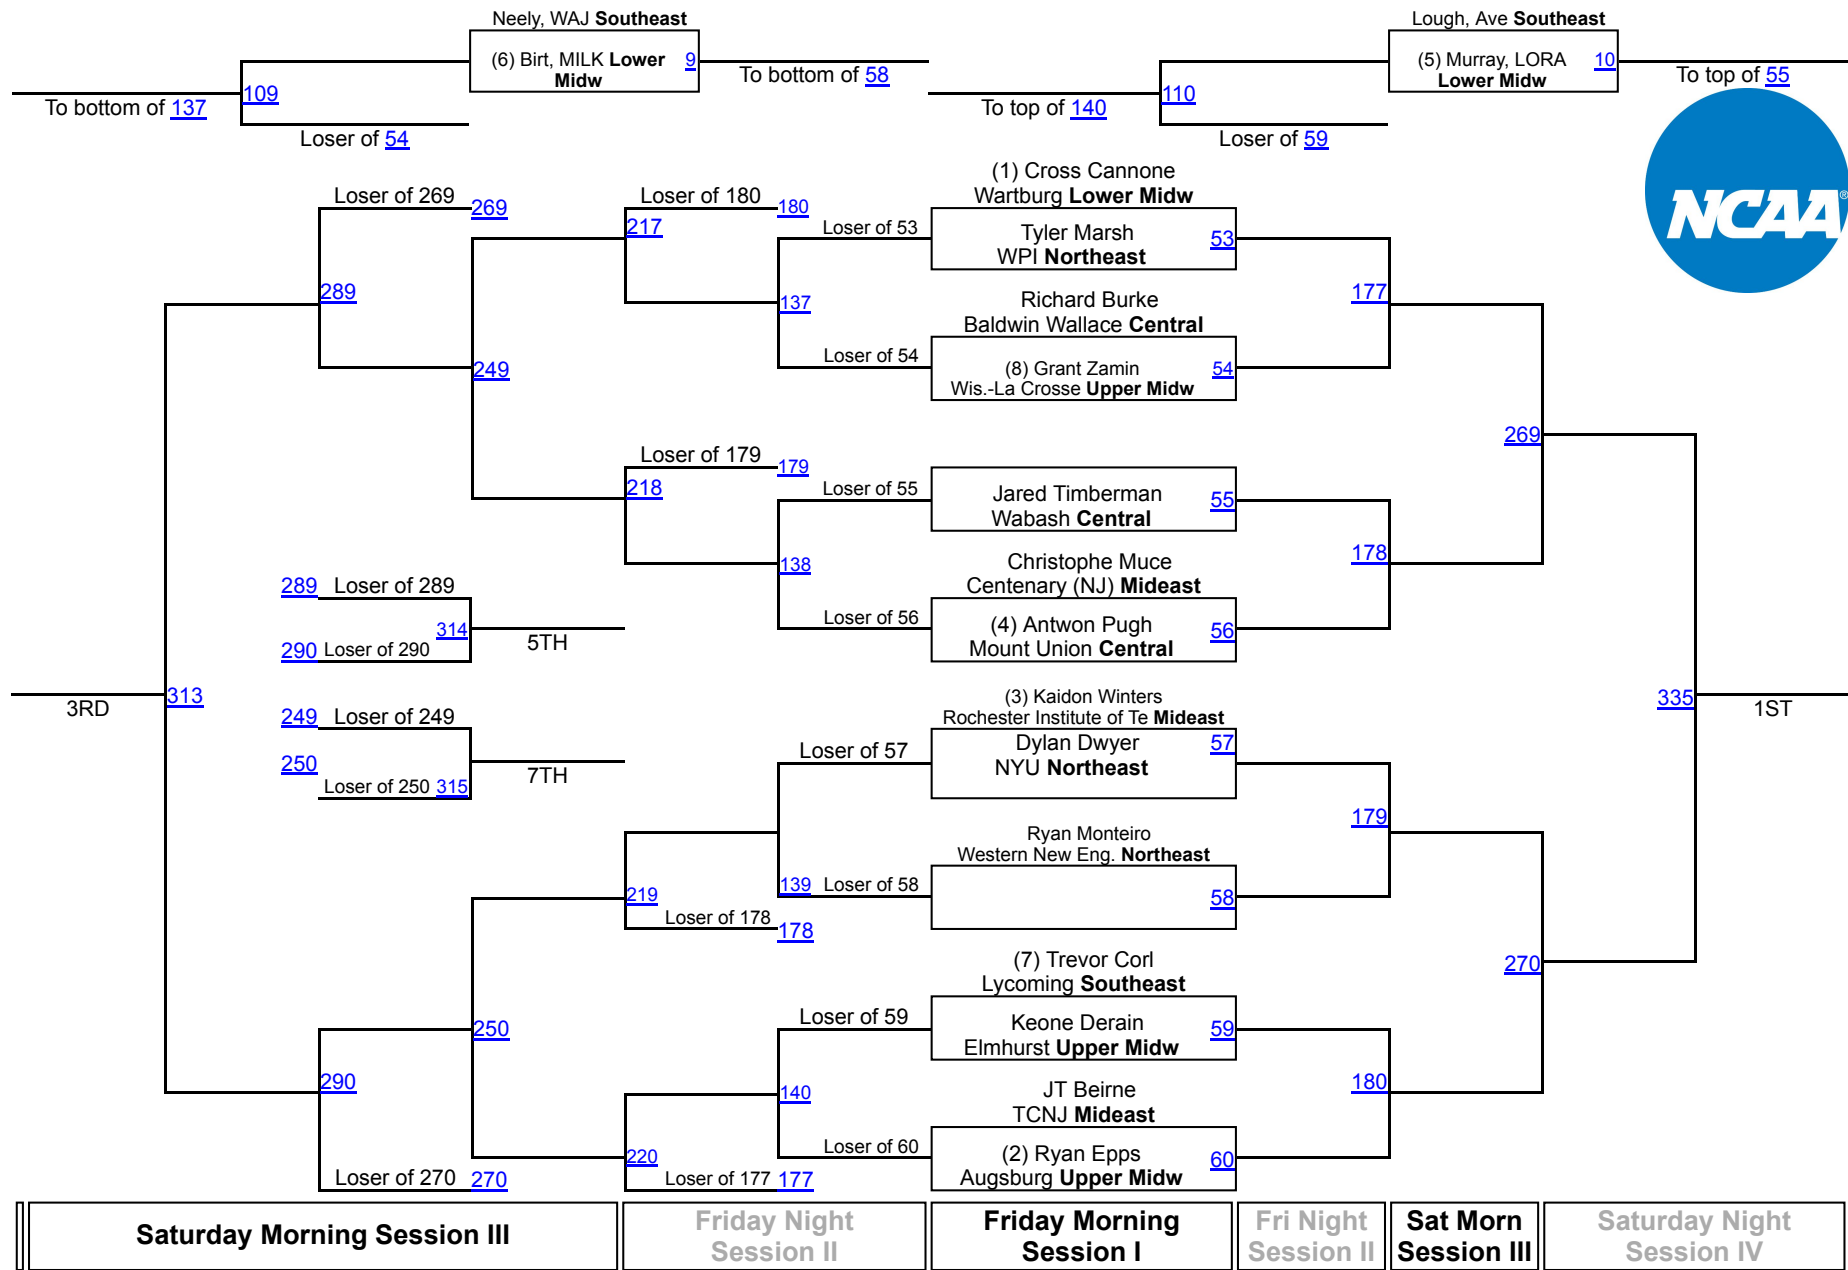 Neely, WAJ Southeast
(6) Birt, MILK Lower
Midw
9
To bottom of 58
109
To bottom of 137
Loser of 54
Lough, Ave Southeast
(5) Murray, LORA
Lower Midw
10
To top of 55
110
To top of 140
Loser of 59
NCAA®
(1) Cross Cannone
Wartburg Lower Midw
Loser of 269
269
Loser of 180
180
217
Loser of 53
Tyler Marsh
WPI Northeast
53
289
137
Richard Burke
Baldwin Wallace Central
177
249
Loser of 54
(8) Grant Zamin
Wis.-La Crosse Upper Midw
54
269
Loser of 179
179
218
Loser of 55
Jared Timberman
Wabash Central
55
138
Christophe Muce
Centenary (NJ) Mideast
178
289
Loser of 289
314
5TH
290
Loser of 290
Loser of 56
(4) Antwon Pugh
Mount Union Central
56
3RD
313
335
1ST
249
Loser of 249
(3) Kaidon Winters
Rochester Institute of Te Mideast
250
Loser of 250
315
7TH
Loser of 57
Dylan Dwyer
NYU Northeast
57
179
Ryan Monteiro
Western New Eng. Northeast
219
139
Loser of 58
58
Loser of 178
178
(7) Trevor Corl
Lycoming Southeast
270
250
Loser of 59
Keone Derain
Elmhurst Upper Midw
59
290
140
JT Beirne
TCNJ Mideast
180
220
Loser of 60
(2) Ryan Epps
Augsburg Upper Midw
60
Loser of 270
270
Loser of 177
177
Saturday Morning Session III
Friday Night
Session II
Friday Morning
Session I
Fri Night
Session II
Sat Morn
Session III
Saturday Night
Session IV